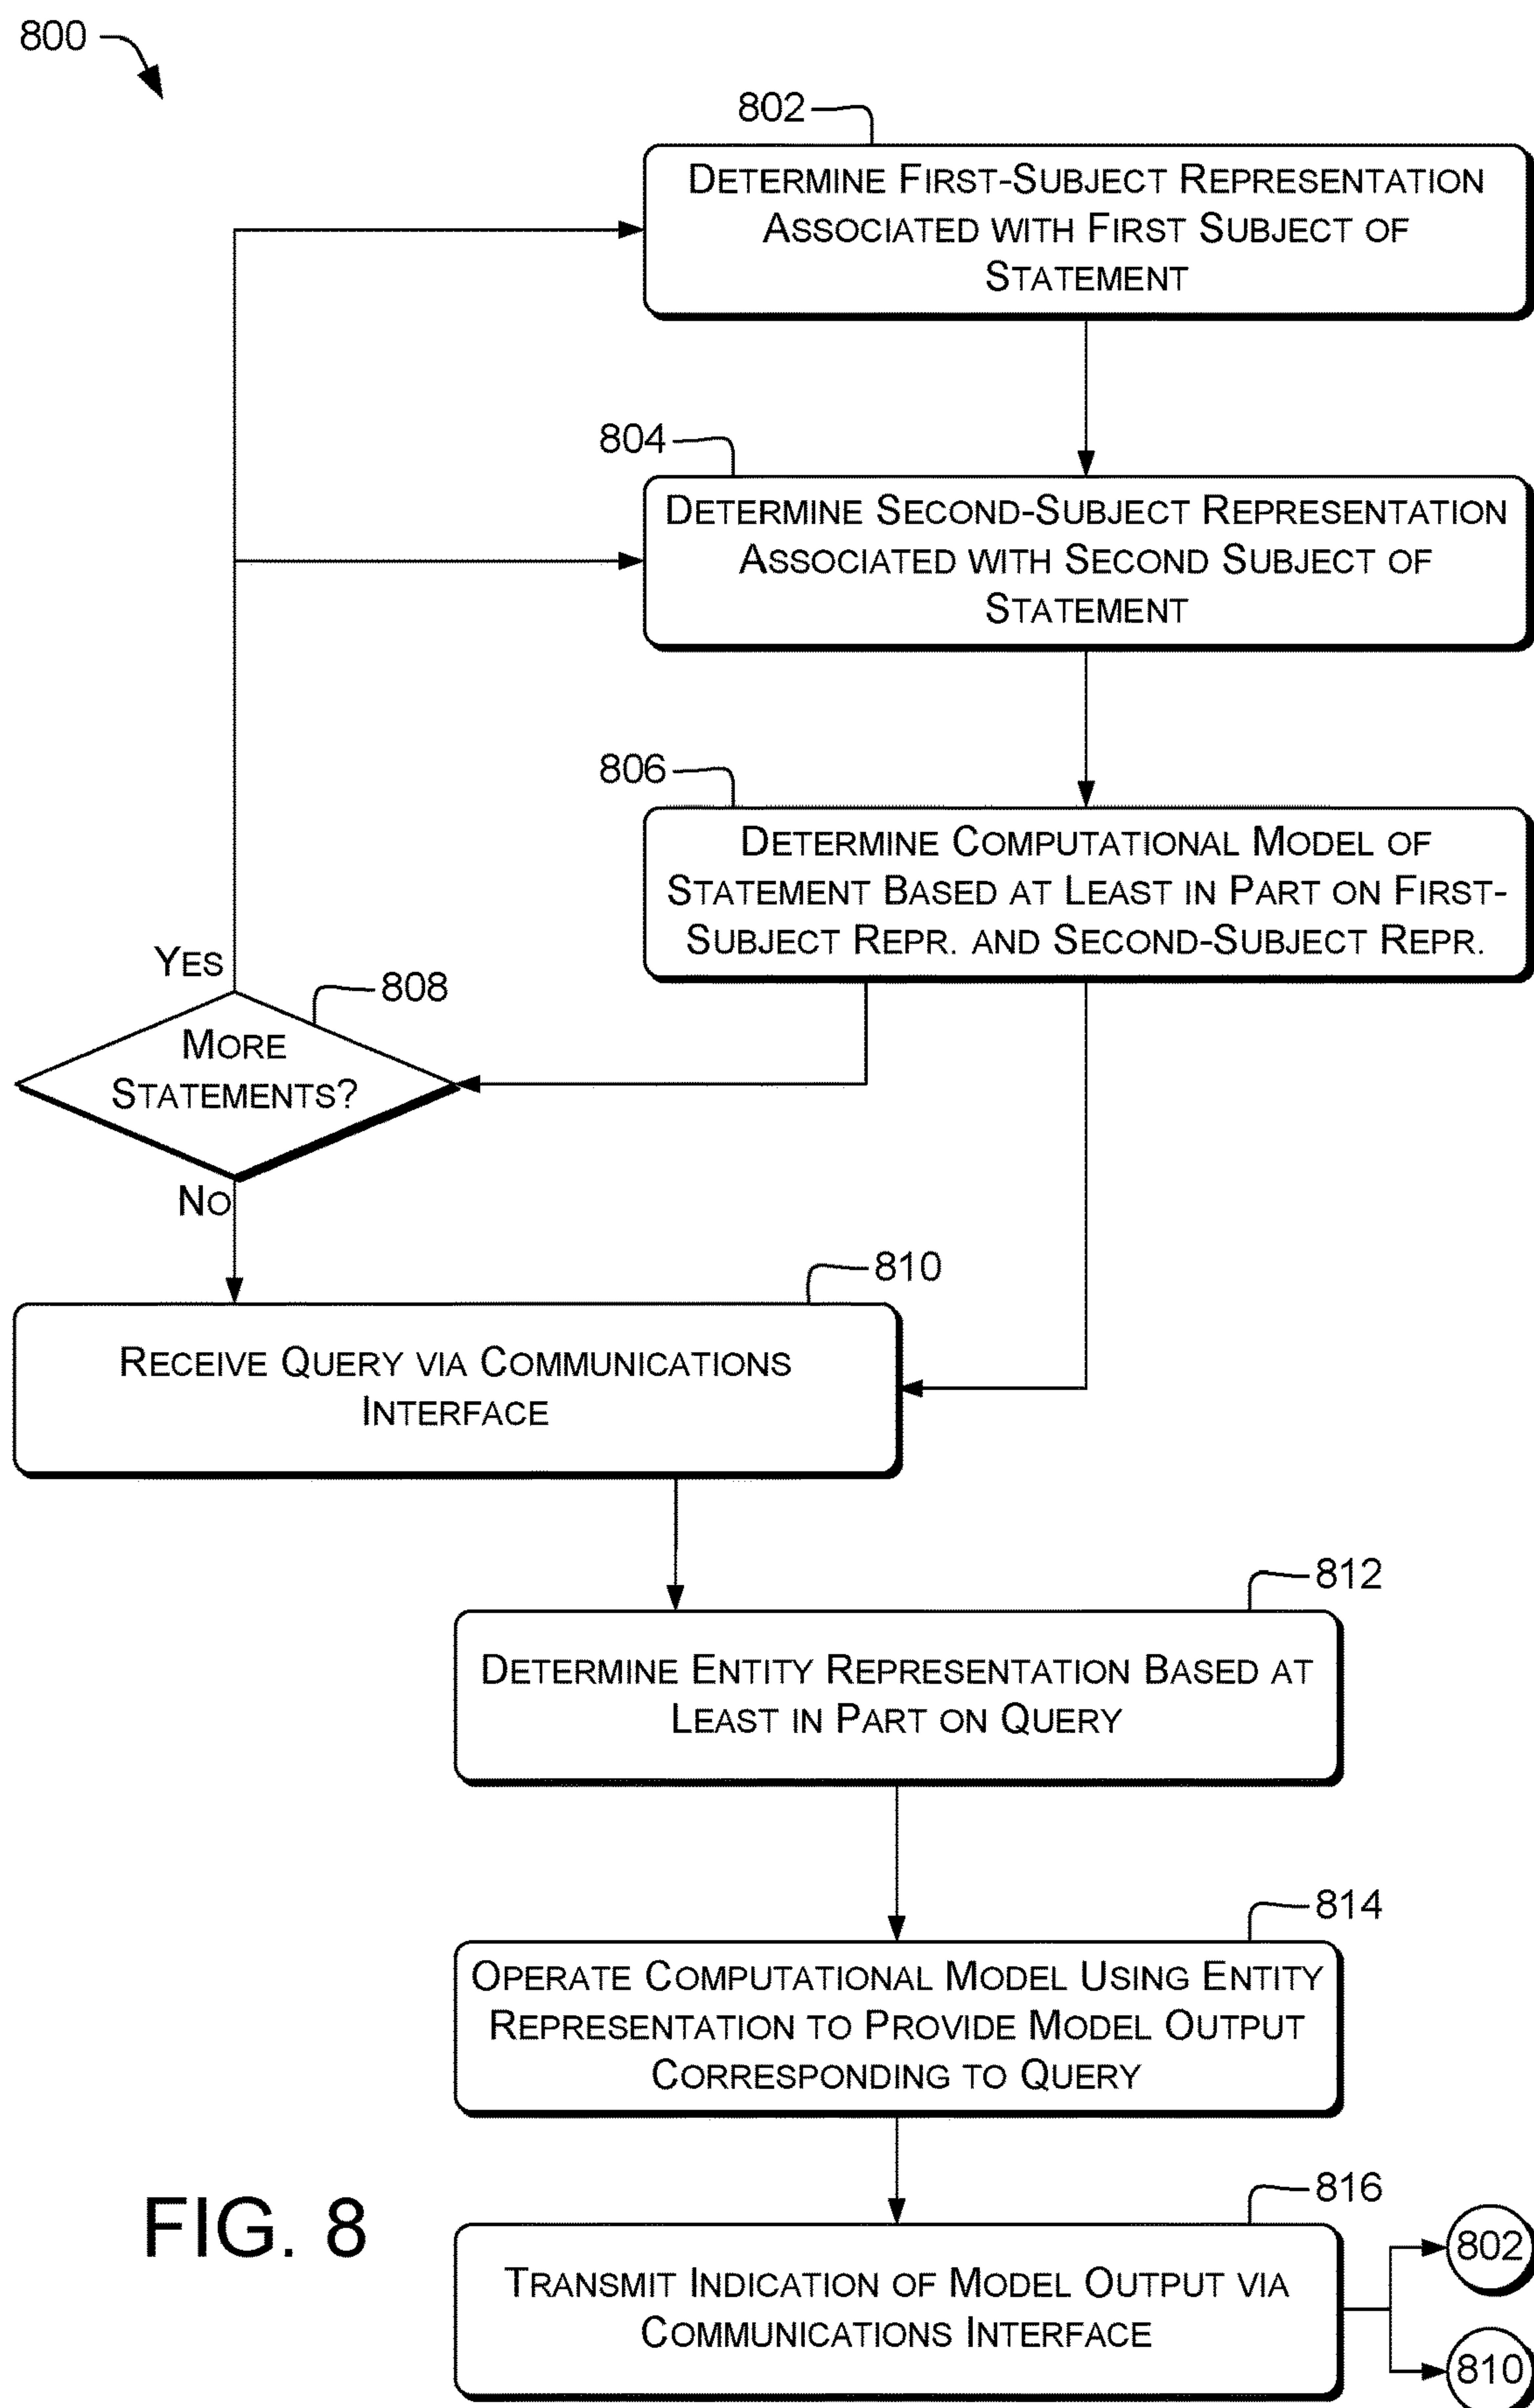 800
802
DETERMINE FIRST-SUBJECT REPRESENTATION
ASSOCIATED WITH FIRST SUBJECT OF
STATEMENT
804
DETERMINE SECOND-SUBJECT REPRESENTATION
ASSOCIATED WITH SECOND SUBJECT OF
STATEMENT
806
DETERMINE COMPUTATIONAL MODEL OF
STATEMENT BASED AT LEAST IN PART ON FIRST-
SUBJECT REPR. AND SECOND-SUBJECT REPR.
YES
808
MORE
STATEMENTS?
NO
810
RECEIVE QUERY VIA COMMUNICATIONS
INTERFACE
812
DETERMINE ENTITY REPRESENTATION BASED AT
LEAST IN PART ON QUERY
814
OPERATE COMPUTATIONAL MODEL USING ENTITY
REPRESENTATION TO PROVIDE MODEL OUTPUT
CORRESPONDING TO QUERY
816
TRANSMIT INDICATION OF MODEL OUTPUT VIA
COMMUNICATIONS INTERFACE
802
810
FIG. 8